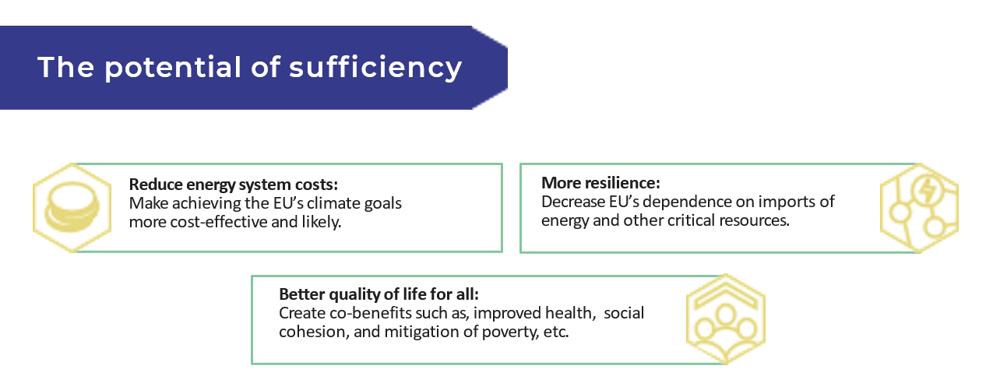 The potential of sufficiency
Reduce energy system costs:
Make achieving the EU’s climate goals
more cost-effective and likely.
More resilience:
Decrease EU’s dependence on imports of
energy and other critical resources.
Better quality of life for all:
Create co-benefits such as, improved health,  social
cohesion, and mitigation of poverty, etc.